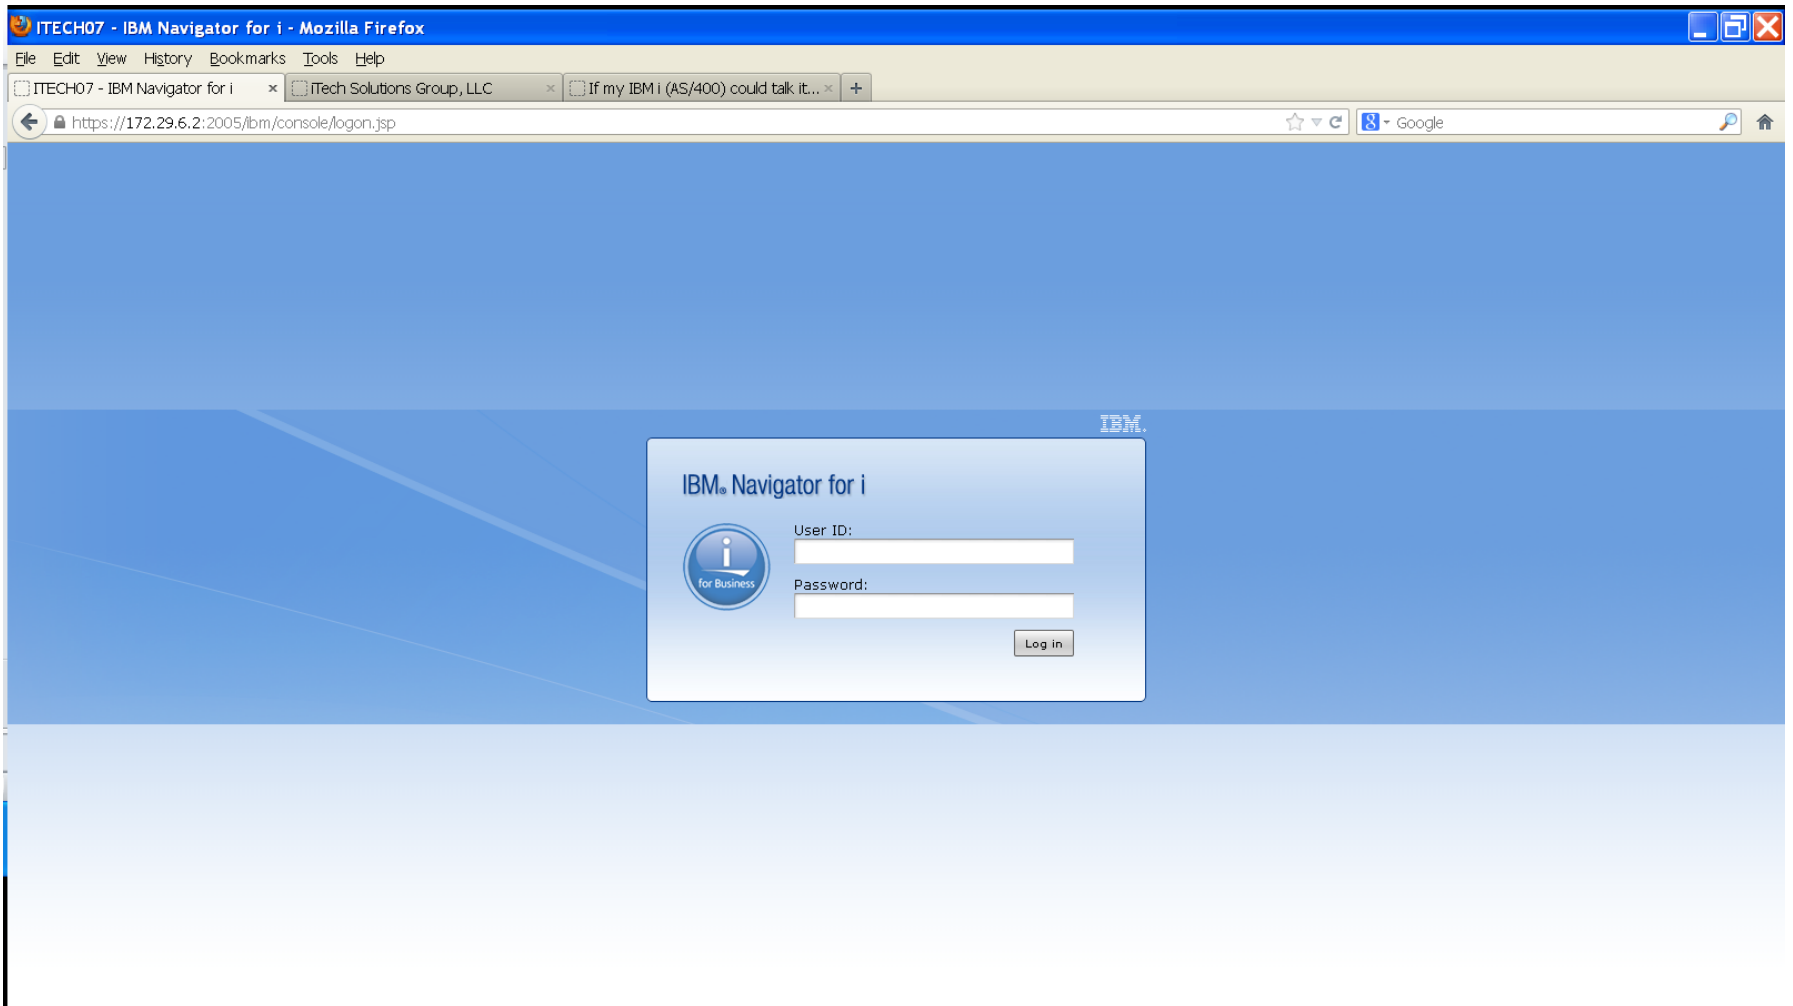 ITECH07 - IBM Navigator for i - Mozilla Firefox
File Edit View History Bookmarks Tools Help
ITECH07 - IBM Navigator for i × iTech Solutions Group, LLC × If my IBM i (AS/400) could talk it... × +
https://172.29.6.2:2005/ibm/console/logon.jsp 8 Google
IBM.
IBM® Navigator for i
User ID:
i
for Business
Password:
Log in